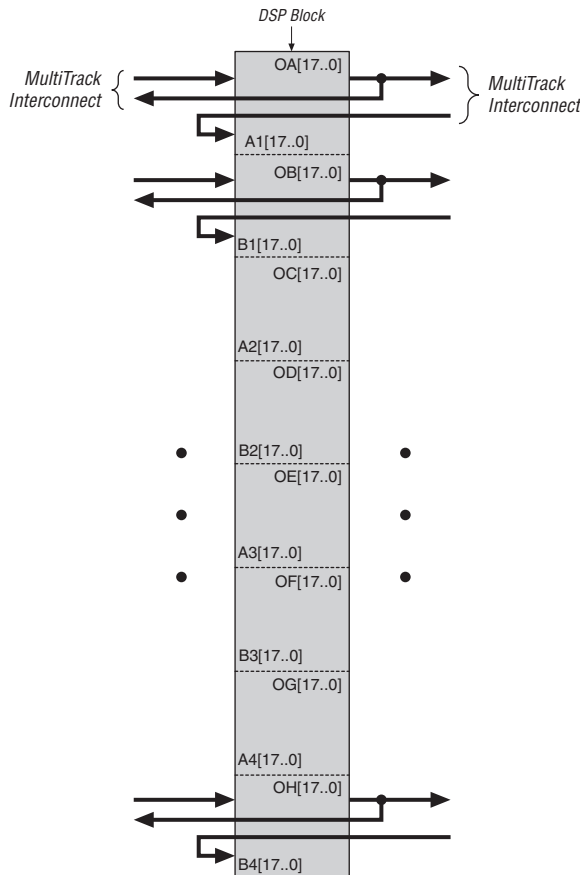 DSP Block
OA[17..0]
MultiTrack
Interconnect
MultiTrack
Interconnect
A1[17..0]
OB[17..0]
B1[17..0]
OC[17..0]
A2[17..0]
OD[17..0]
B2[17..0]
OE[17..0]
A3[17..0]
OF[17..0]
B3[17..0]
OG[17..0]
A4[17..0]
OH[17..0]
B4[17..0]